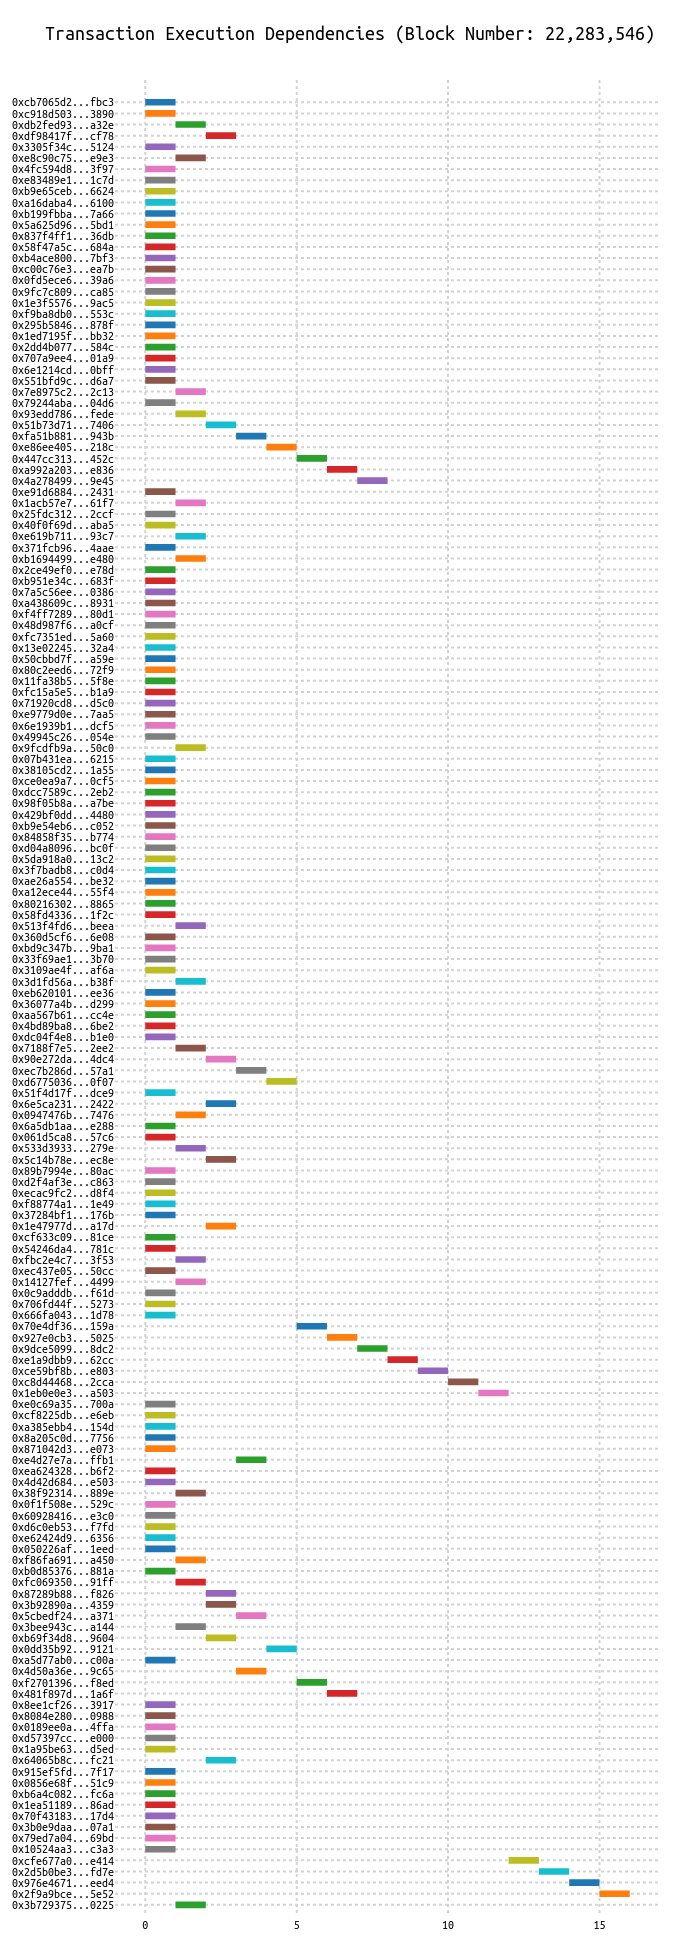 Transaction Execution Dependencies (Block Number: 22,283,546)
0xcb7065d2...fbc3
0xc918d503...3890
0xdb2fed93...a32e
0xdf98417f...cf78
0x3305f34c...5124
0xe8c90c75...e9e3
0x4fc594d8...3f97
0xe83489e1...1c7d
0xb9e65ceb...6624
0xa16daba4...6100
0xb199fbba...7a66
0x5a625d96...5bd1
0x837f4ff1...36db
0x58f47a5c...684a
0xb4ace800...7bf3
0xc00c76e3...ea7b
0x0fd5ece6...39a6
0x9fc7c809...ca85
0x1e3f5576...9ac5
0xf9ba8db0...553c
0x295b5846...878f
0x1ed7195f...bb32
0x2dd4b077...584c
0x707a9ee4...01a9
0x6e1214cd...0bff
0x551bfd9c...d6a7
0x7e8975c2...2c13
0x79244aba...04d6
0x93edd786...fede
0x51b73d71...7406
0xfa51b881...943b
0xe86ee405...218c
0x447cc313...452c
0xa992a203...e836
0x4a278499...9e45
0xe91d6884...2431
0x1acb57e7...61f7
0x25fdc312...2ccf
0x40f0f69d...aba5
0xe619b711...93c7
0x371fcb96...4aae
0xb1694499...e480
0x2ce49ef0...e78d
0xb951e34c...683f
0x7a5c56ee...0386
0xa438609c...8931
0xf4ff7289...80d1
0x48d987f6...a0cf
0xfc7351ed...5a60
0x13e02245...32a4
0x50cbbd7f...a59e
0x80c2eed6...72f9
0x11fa38b5...5f8e
0xfc15a5e5...b1a9
0x71920cd8...d5c0
0xe9779d0e...7aa5
0x6e1939b1...dcf5
0x49945c26...054e
0x9fcdfb9a...50c0
0x07b431ea...6215
0x38105cd2...1a55
0xce0ea9a7...0cf5
0xdcc7589c...2eb2
0x98f05b8a...a7be
0x429bf0dd...4480
0xb9e54eb6...c052
0x84858f35...b774
0xd04a8096...bc0f
0x5da918a0...13c2
0x3f7badb8...c0d4
0xae26a554...be32
0xa12ece44...55f4
0x80216302...8865
0x58fd4336...1f2c
0x513f4fd6...beea
0x360d5cf6...6e08
0xbd9c347b...9ba1
0x33f69ae1...3b70
0x3109ae4f...af6a
0x3d1fd56a...b38f
0xeb620101...ee36
0x36077a4b...d299
0xaa567b61...cc4e
0x4bd89ba8...6be2
0xdc04f4e8...b1e0
0x7188f7e5...2ee2
0x90e272da...4dc4
0xec7b286d...57a1
0xd6775036...0f07
0x51f4d17f...dce9
0x6e5ca231...2422
0x0947476b...7476
0x6a5db1aa...e288
0x061d5ca8...57c6
0x533d3933...279e
0x5c14b78e...ec8e
0x89b7994e...80ac
0xd2f4af3e...c863
0xecac9fc2...d8f4
0xf88774a1...1e49
0x37284bf1...176b
0x1e47977d...a17d
0xcf633c09...81ce
0x54246da4...781c
0xfbc2e4c7...3f53
0xec437e05...50cc
0x14127fef...4499
0x0c9adddb...f61d
0x706fd44f...5273
0x666fa043...1d78
0x70e4df36...159a
0x927e0cb3...5025
0x9dce5099...8dc2
0xe1a9dbb9...62cc
0xce59bf8b...e803
0xc8d44468...2cca
0x1eb0e0e3...a503
0xe0c69a35...700a
0xcf8225db...e6eb
0xa385ebb4...154d
0x8a205c0d...7756
0x871042d3...e073
0xe4d27e7a...ffb1
0xea624328...b6f2
0x4d42d684...e503
0x38f92314...889e
0x0f1f508e...529c
0x60928416...e3c0
0xd6c0eb53...f7fd
0xe62424d9...6356
0x050226af...1eed
0xf86fa691...a450
0xb0d85376...881a
0xfc069350...91ff
0x87289b88...f826
0x3b92890a...4359
0x5cbedf24...a371
0x3bee943c...a144
0xb69f34d8...9604
0x0dd35b92...9121
0xa5d77ab0...c00a
0x4d50a36e...9c65
0xf2701396...f8ed
0x481f897d...1a6f
0x8ee1cf26...3917
0x8084e280...0988
0x0189ee0a...4ffa
0xd57397cc...e000
0x1a95be63...d5ed
0x64065b8c...fc21
0x915ef5fd...7f17
0x0856e68f...51c9
0xb6a4c082...fc6a
0x1ea51189...86ad
0x70f43183...17d4
0x3b0e9daa...07a1
0x79ed7a04...69bd
0x10524aa3...c3a3
0xcfe677a0...e414
0x2d5b0be3...fd7e
0x976e4671...eed4
0x2f9a9bce...5e52
0x3b729375...0225
0 5 10 15